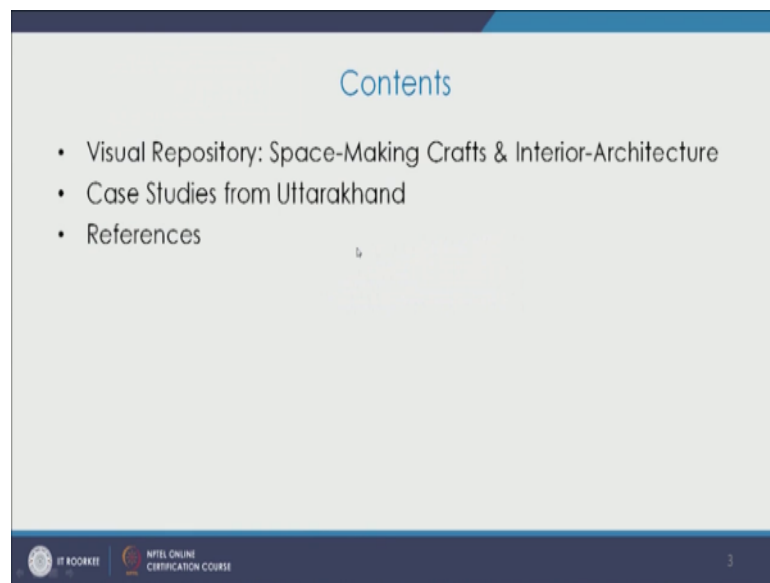 Contents
• Visual Repository: Space-Making Crafts & Interior-Architecture
• Case Studies from Uttarakhand
• References
IIT ROORKEE
NPTEL ONLINE
CERTIFICATION COURSE
3